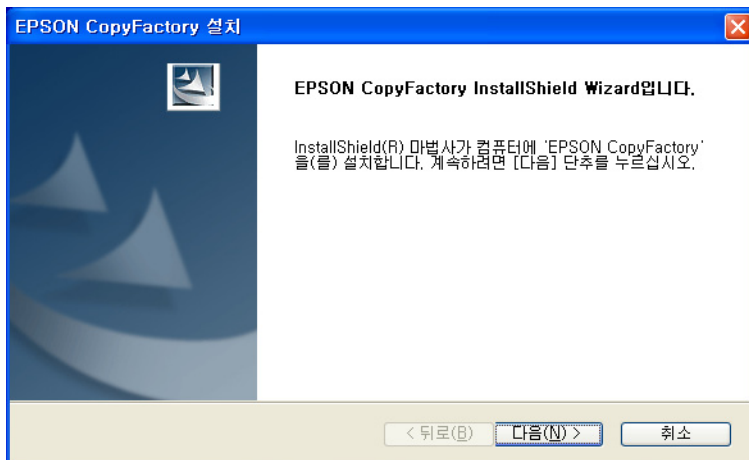 EPSON CopyFactory 설치
EPSON CopyFactory InstallShield Wizard입니다.
InstallShield(R) 마법사가 컴퓨터에 'EPSON CopyFactory'
을(를) 설치합니다. 계속하려면 [다음] 단추를 누르십시오.
< 뒤로(B) 다음(N) > 취소